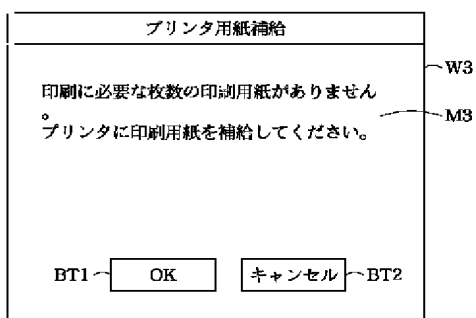 プリンタ用紙補給
W3
印刷に必要な枚数の印刷用紙がありません
。
プリンタに印刷用紙を補給してください。
M3
BT1 OK キャンセル BT2